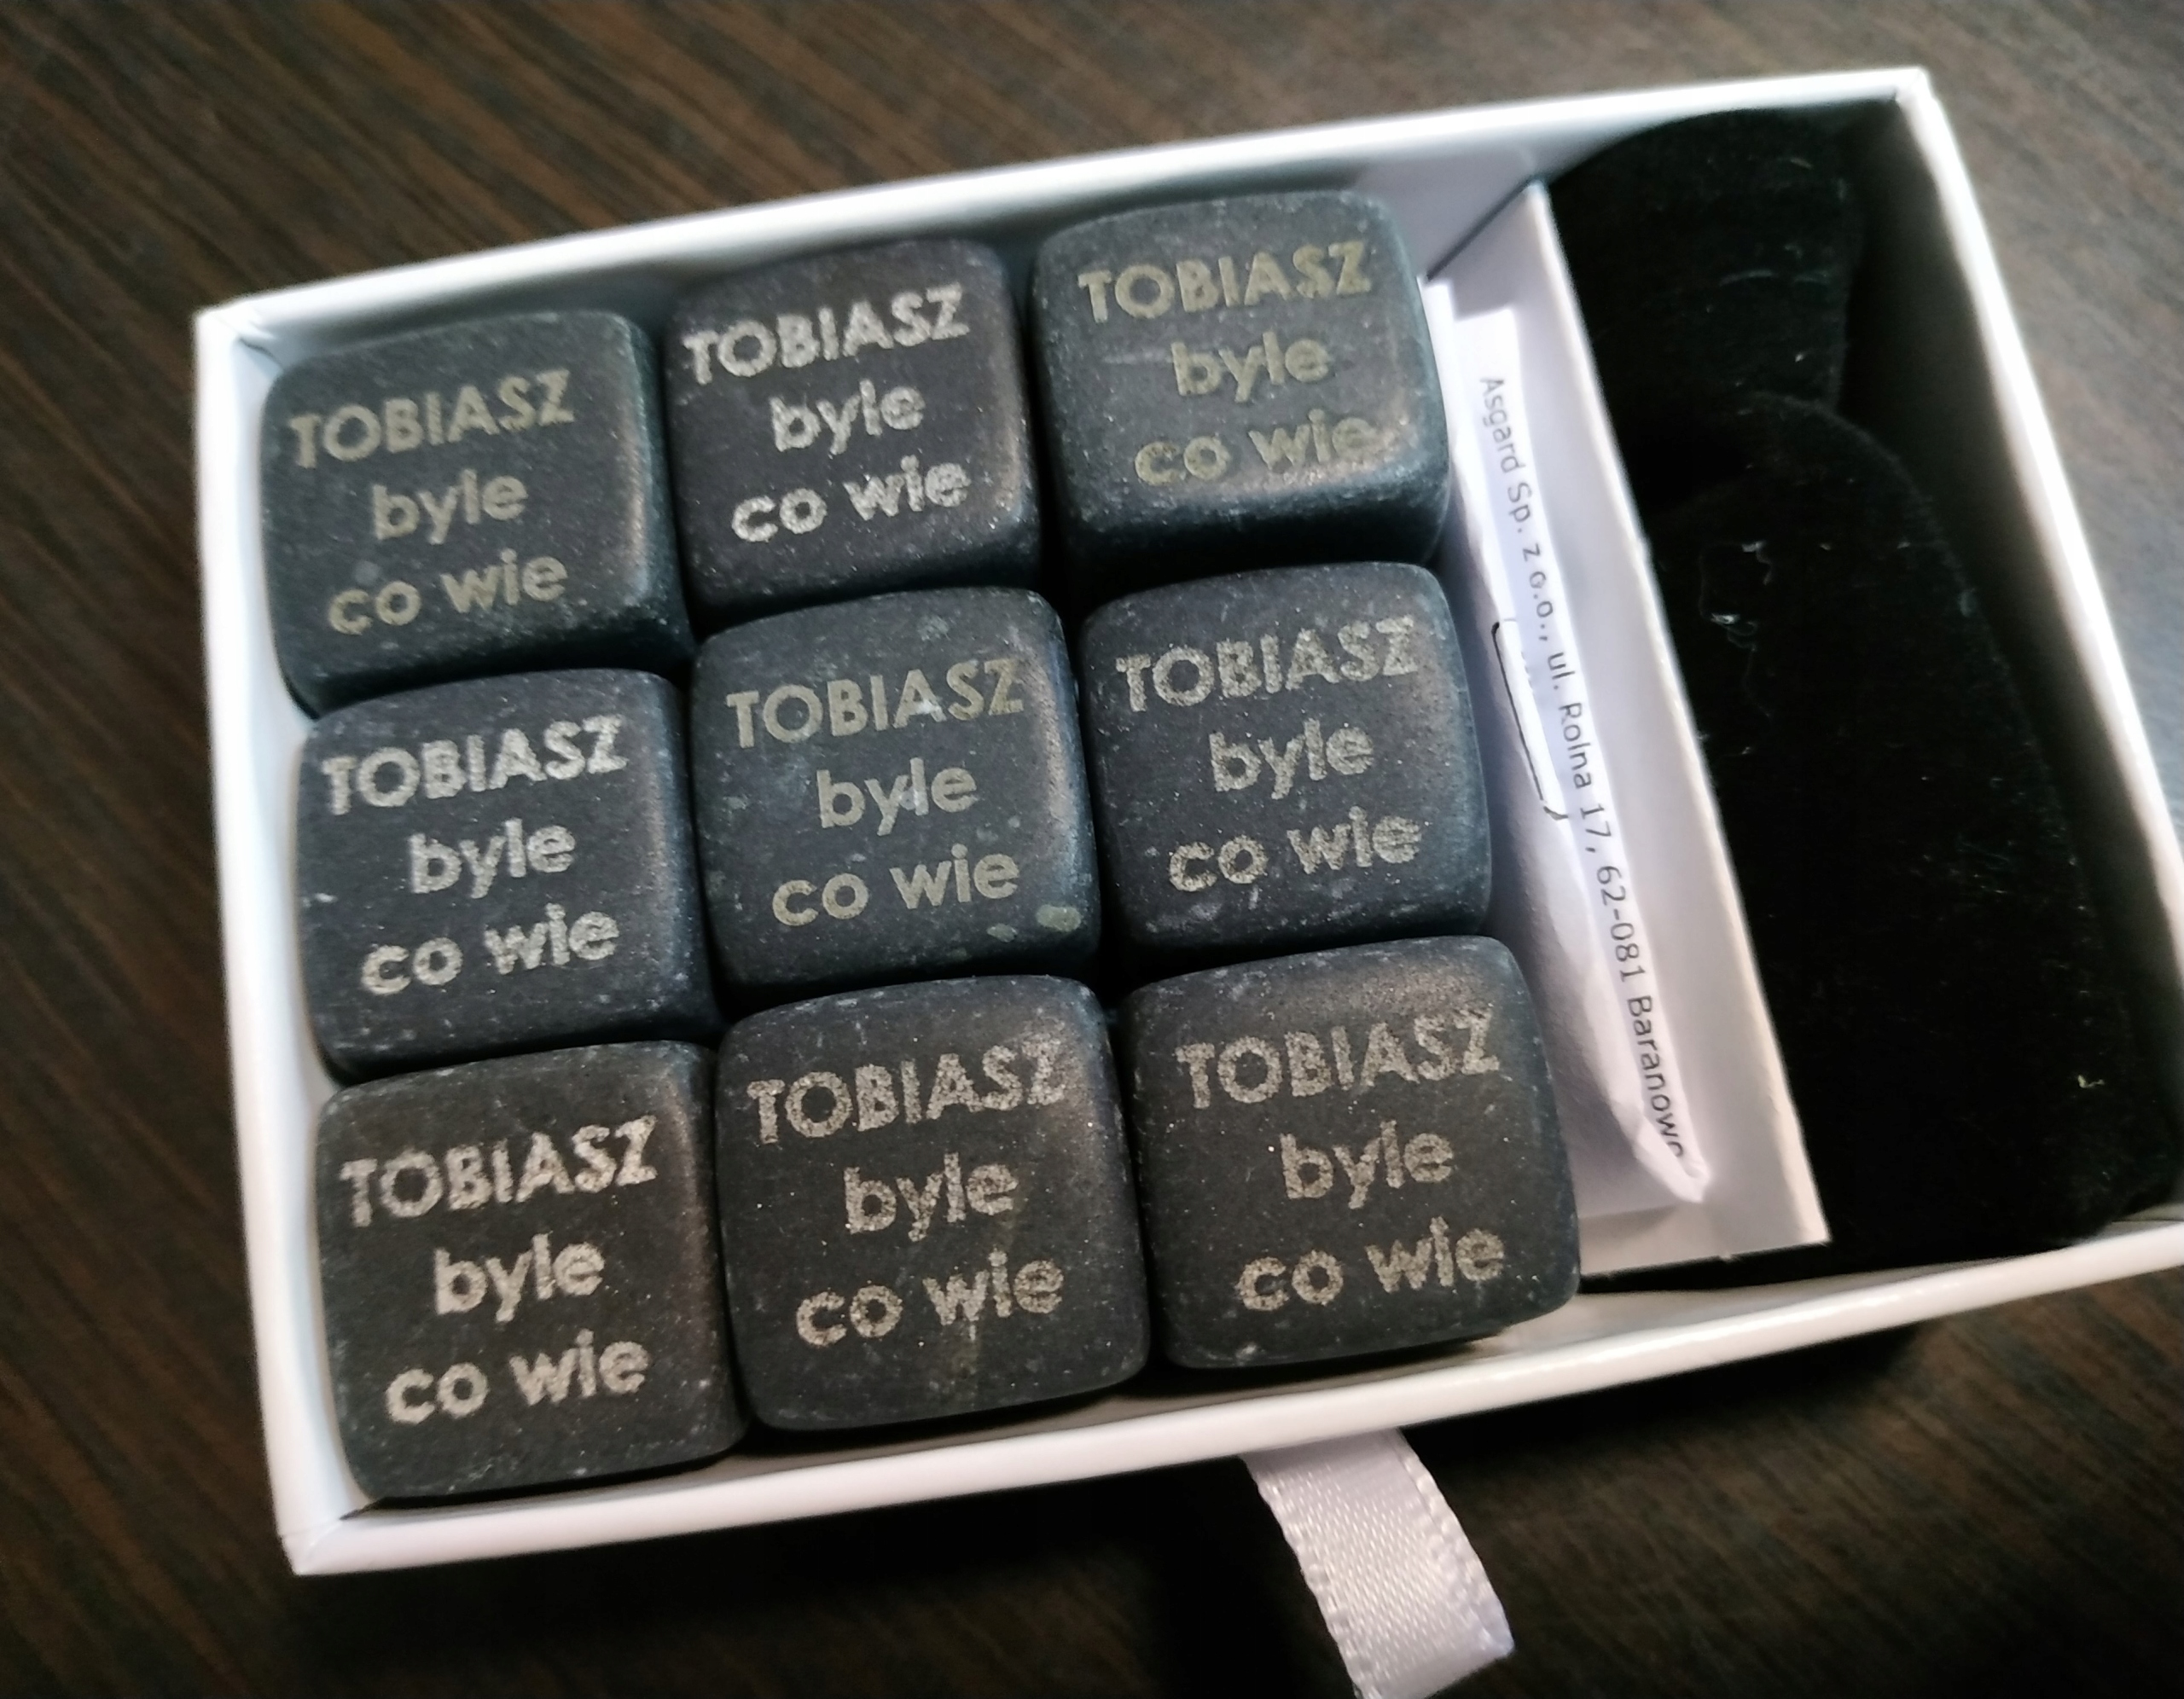 TOBIASZ
byle
co wie
TOBIASZ
byle
co wie
TOBIASZ
byle
co wie
TOBIASZ
byle
co wie
TOBIASZ
byle
co wie
TOBIASZ
byle
co wie
TOBIASZ
byle
co wie
TOBIASZ
byle
co wie
TOBIASZ
byle
co wie
Asgard Sp. z o.o., ul. Rolna 17, 62-081 Baranowo